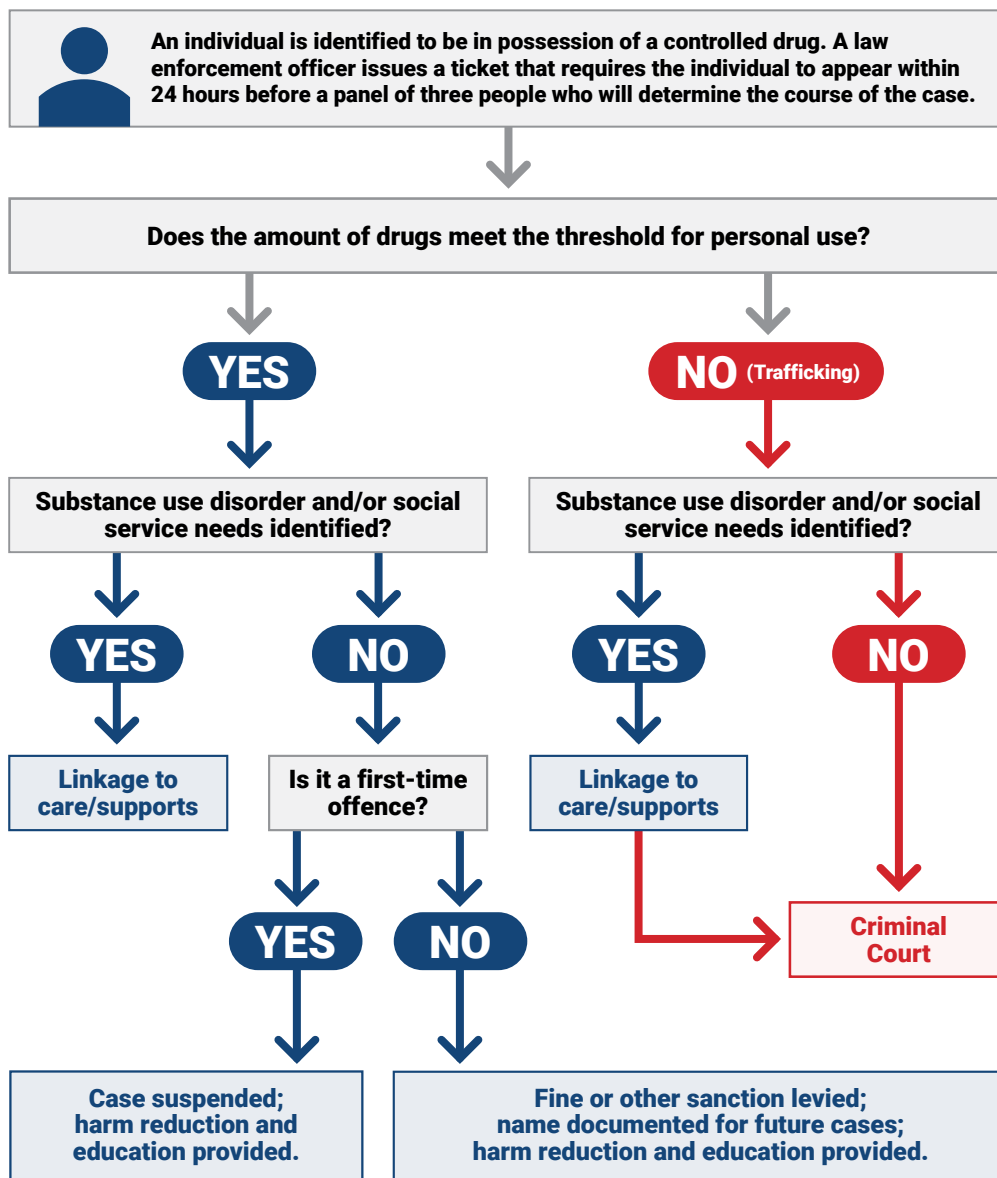 An individual is identified to be in possession of a controlled drug. A law
enforcement officer issues a ticket that requires the individual to appear within
24 hours before a panel of three people who will determine the course of the case.
Does the amount of drugs meet the threshold for personal use?
YES
NO (Trafficking)
Substance use disorder and/or social
service needs identified?
Substance use disorder and/or social
service needs identified?
YES
NO
YES
NO
Linkage to
care/supports
Is it a first-time
offence?
Linkage to
care/supports
YES
NO
Criminal
Court
Case suspended;
harm reduction and
education provided.
Fine or other sanction levied;
name documented for future cases;
harm reduction and education provided.